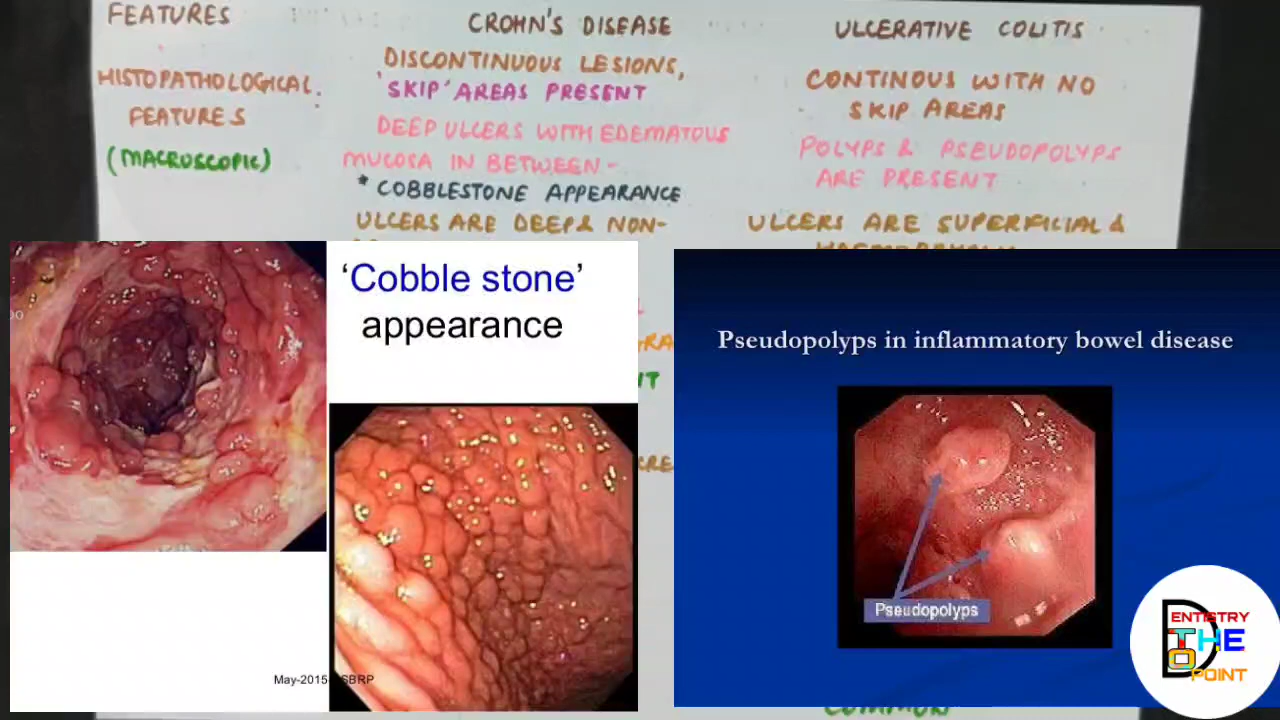 FEATURES
CROHN'S DISEASE
ULCERATIVE COLITIS
HISTOPATHOLOGICAL.
FEATURES
(MACROSCOPIC)
DISCONTINUOUS LESIONS,
'SKIP' AREAS PRESENT
DEEP ULCERS WITH EDEMATOUS
MUCOSA IN BETWEEN -
* COBBLESTONE APPEARANCE
ULCERS ARE DEEP & NON-
CONTINOUS WITH NO
SKIP AREAS
POLYPS & PSEUDOPOLYPS
ARE PRESENT
ULCERS ARE SUPERFICIAL &
'Cobble stone'
appearance
May-2015
SBRP
Pseudopolyps in inflammatory bowel disease
Pseudopolyps
DENTISTRY
THE
POINT